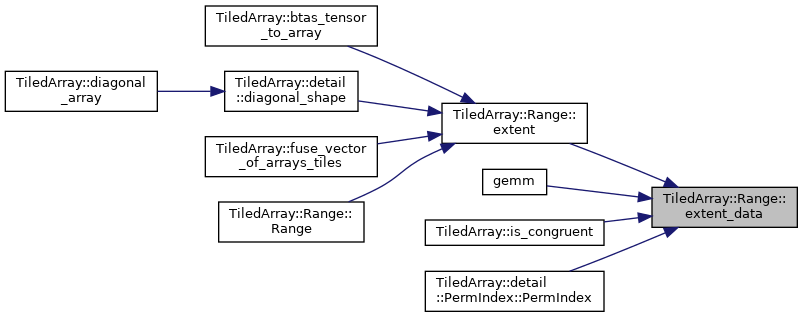 TiledArray::btas_tensor
_to_array
TiledArray::diagonal
_array
TiledArray::detail
::diagonal_shape
TiledArray::Range::
extent
TiledArray::fuse_vector
_of_arrays_tiles
gemm
TiledArray::Range::
extent_data
TiledArray::Range::
Range
TiledArray::is_congruent
TiledArray::detail
::PermIndex::PermIndex